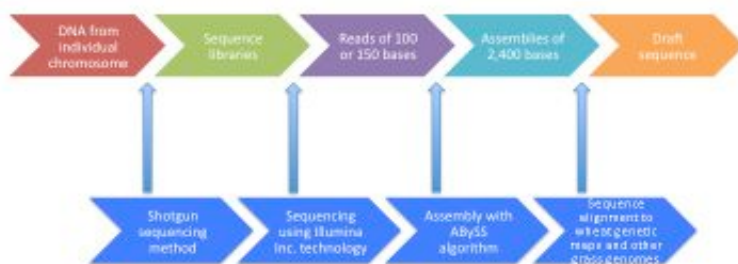 DNA from
individual
chromosome
Sequence
libraries
Reads of 100
or 150 bases
Assemblies of
2,400 bases
Draft
sequence
Shotgun
sequencing
method
Sequencing
using Illumina
Inc. technology
Assembly with
ABySS
algorithm
Sequence
alignment to
wheat genetic
maps and other
grass genomes